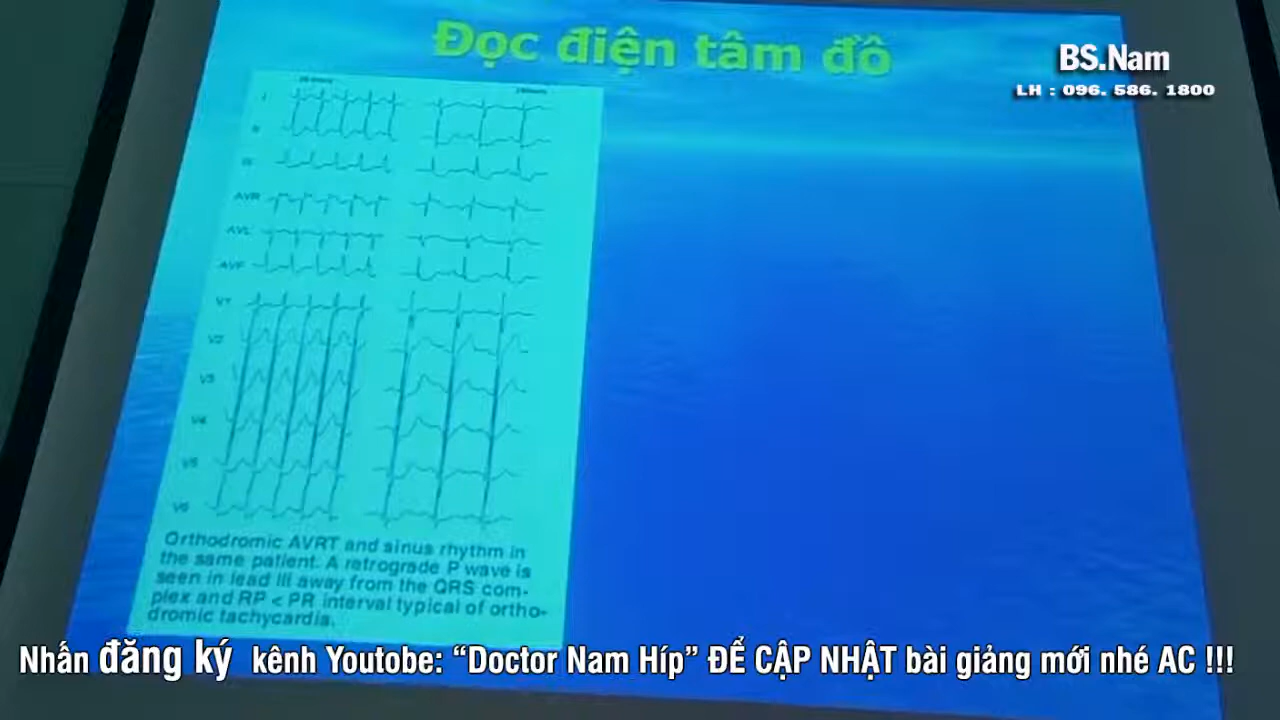 Đọc điện tâm đồ
BS.Nam
LH : 096. 586. 1800
I
II
III
AVR
AVL
AVF
V1
V2
V3
V4
V5
V6
Orthodromic AVRT and sinus rhythm in
the same patient. A retrograde P wave is
seen in lead III away from the QRS com-
plex and RP < PR interval typical of ortho-
dromic tachycardia.
Nhấn đăng ký kênh Youtobe: “Doctor Nam Híp” ĐỂ CẬP NHẬT bài giảng mới nhé AC !!!